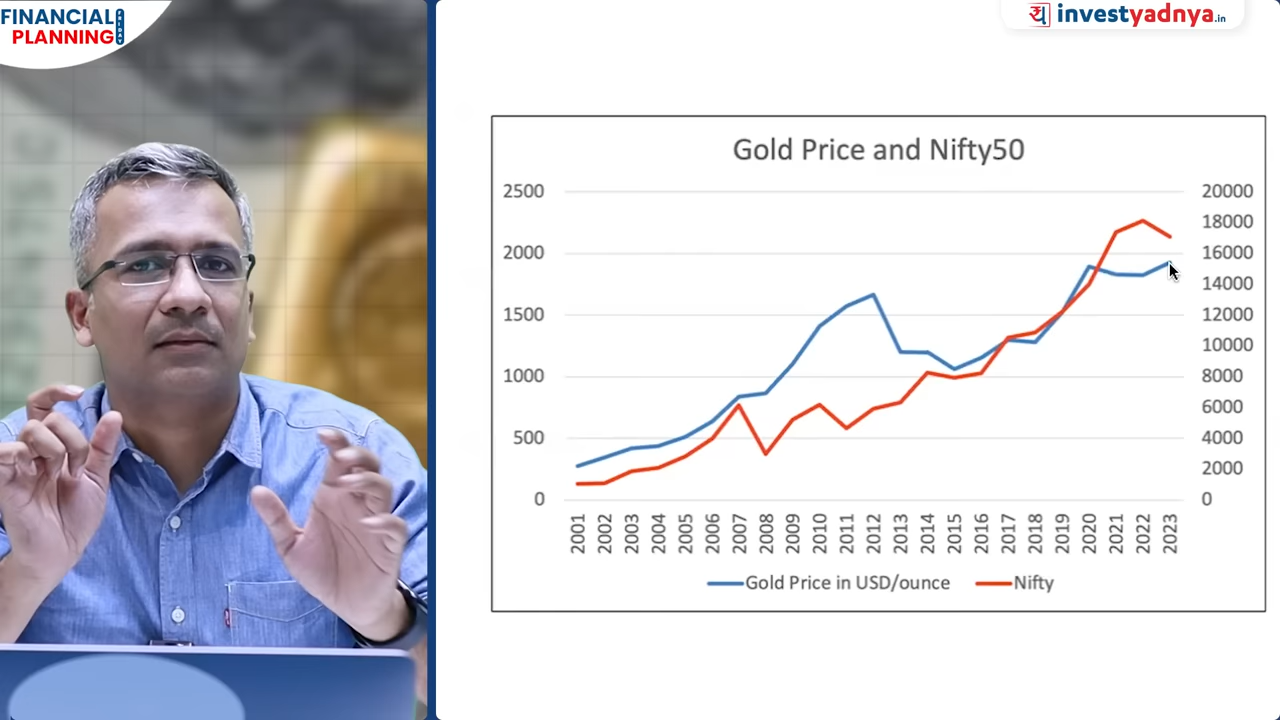 FINANCIAL
PLANNING
FRIDAY
यं investyadnya.in
Gold Price and Nifty50
2500
2000
1500
1000
500
0
20000
18000
16000
14000
12000
10000
8000
6000
4000
2000
0
2001 2002 2003 2004 2005 2006 2007 2008 2009 2010 2011 2012 2013 2014 2015 2016 2017 2018 2019 2020 2021 2022 2023
Gold Price in USD/ounce Nifty